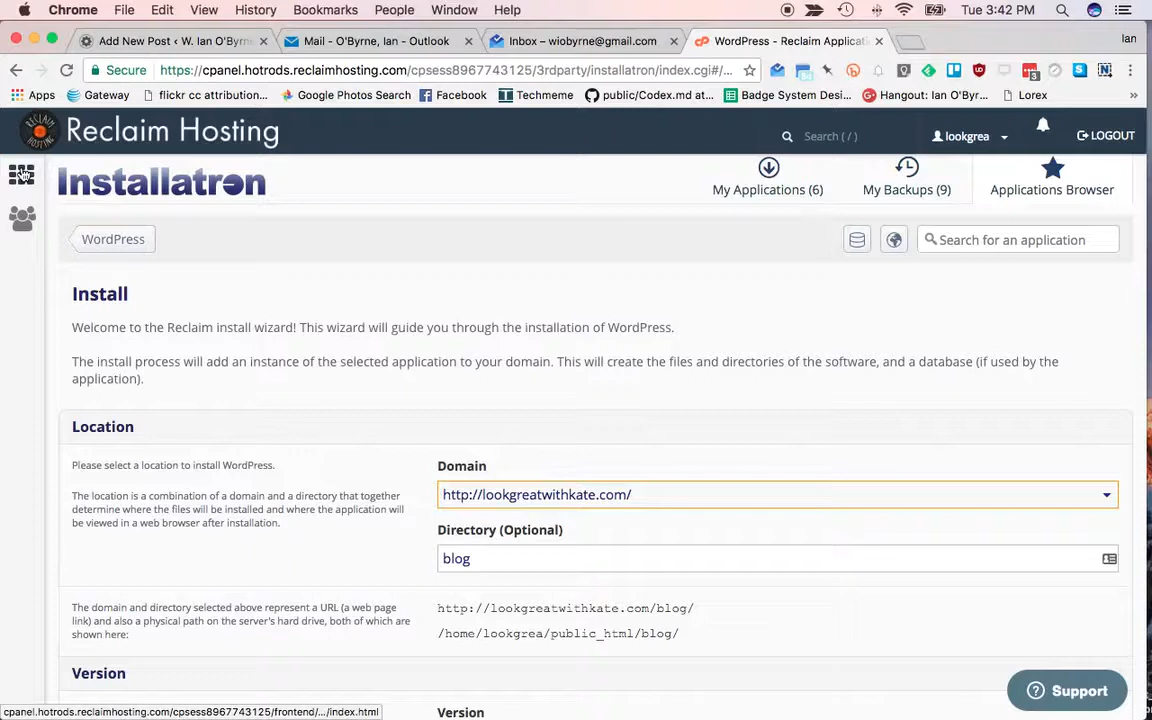 Chrome File Edit View History Bookmarks People Window Help Tue 3:42 PM
Add New Post ‹ W. Ian O'Byrn Mail - O'Byrne, Ian - Outlook Inbox – wiobyrne@gmail.com WordPress - Reclaim Applicati Ian
Secure https://cpanel.hotrods.reclaimhosting.com/cpsess8967743125/3rdparty/installatron/index.cgi#/...
Apps Gateway flickr cc attribution... Google Photos Search Facebook Techmeme public/Codex.md at... Badge System Desi... Hangout: Ian O'Byr... Lorex »
Reclaim Hosting Search ( / ) lookgrea LOGOUT
Installatron My Applications (6) My Backups (9) Applications Browser
WordPress Search for an application
Install
Welcome to the Reclaim install wizard! This wizard will guide you through the installation of WordPress.
The install process will add an instance of the selected application to your domain. This will create the files and directories of the software, and a database (if used by the
application).
Location
Please select a location to install WordPress.
The location is a combination of a domain and a directory that together
determine where the files will be installed and where the application will
be viewed in a web browser after installation.
Domain
http://lookgreatwithkate.com/
Directory (Optional)
blog
The domain and directory selected above represent a URL (a web page
link) and also a physical path on the server's hard drive, both of which are
shown here:
http://lookgreatwithkate.com/blog/
/home/lookgrea/public_html/blog/
Version
Version
Support
cpanel.hotrods.reclaimhosting.com/cpsess8967743125/frontend/.../index.html